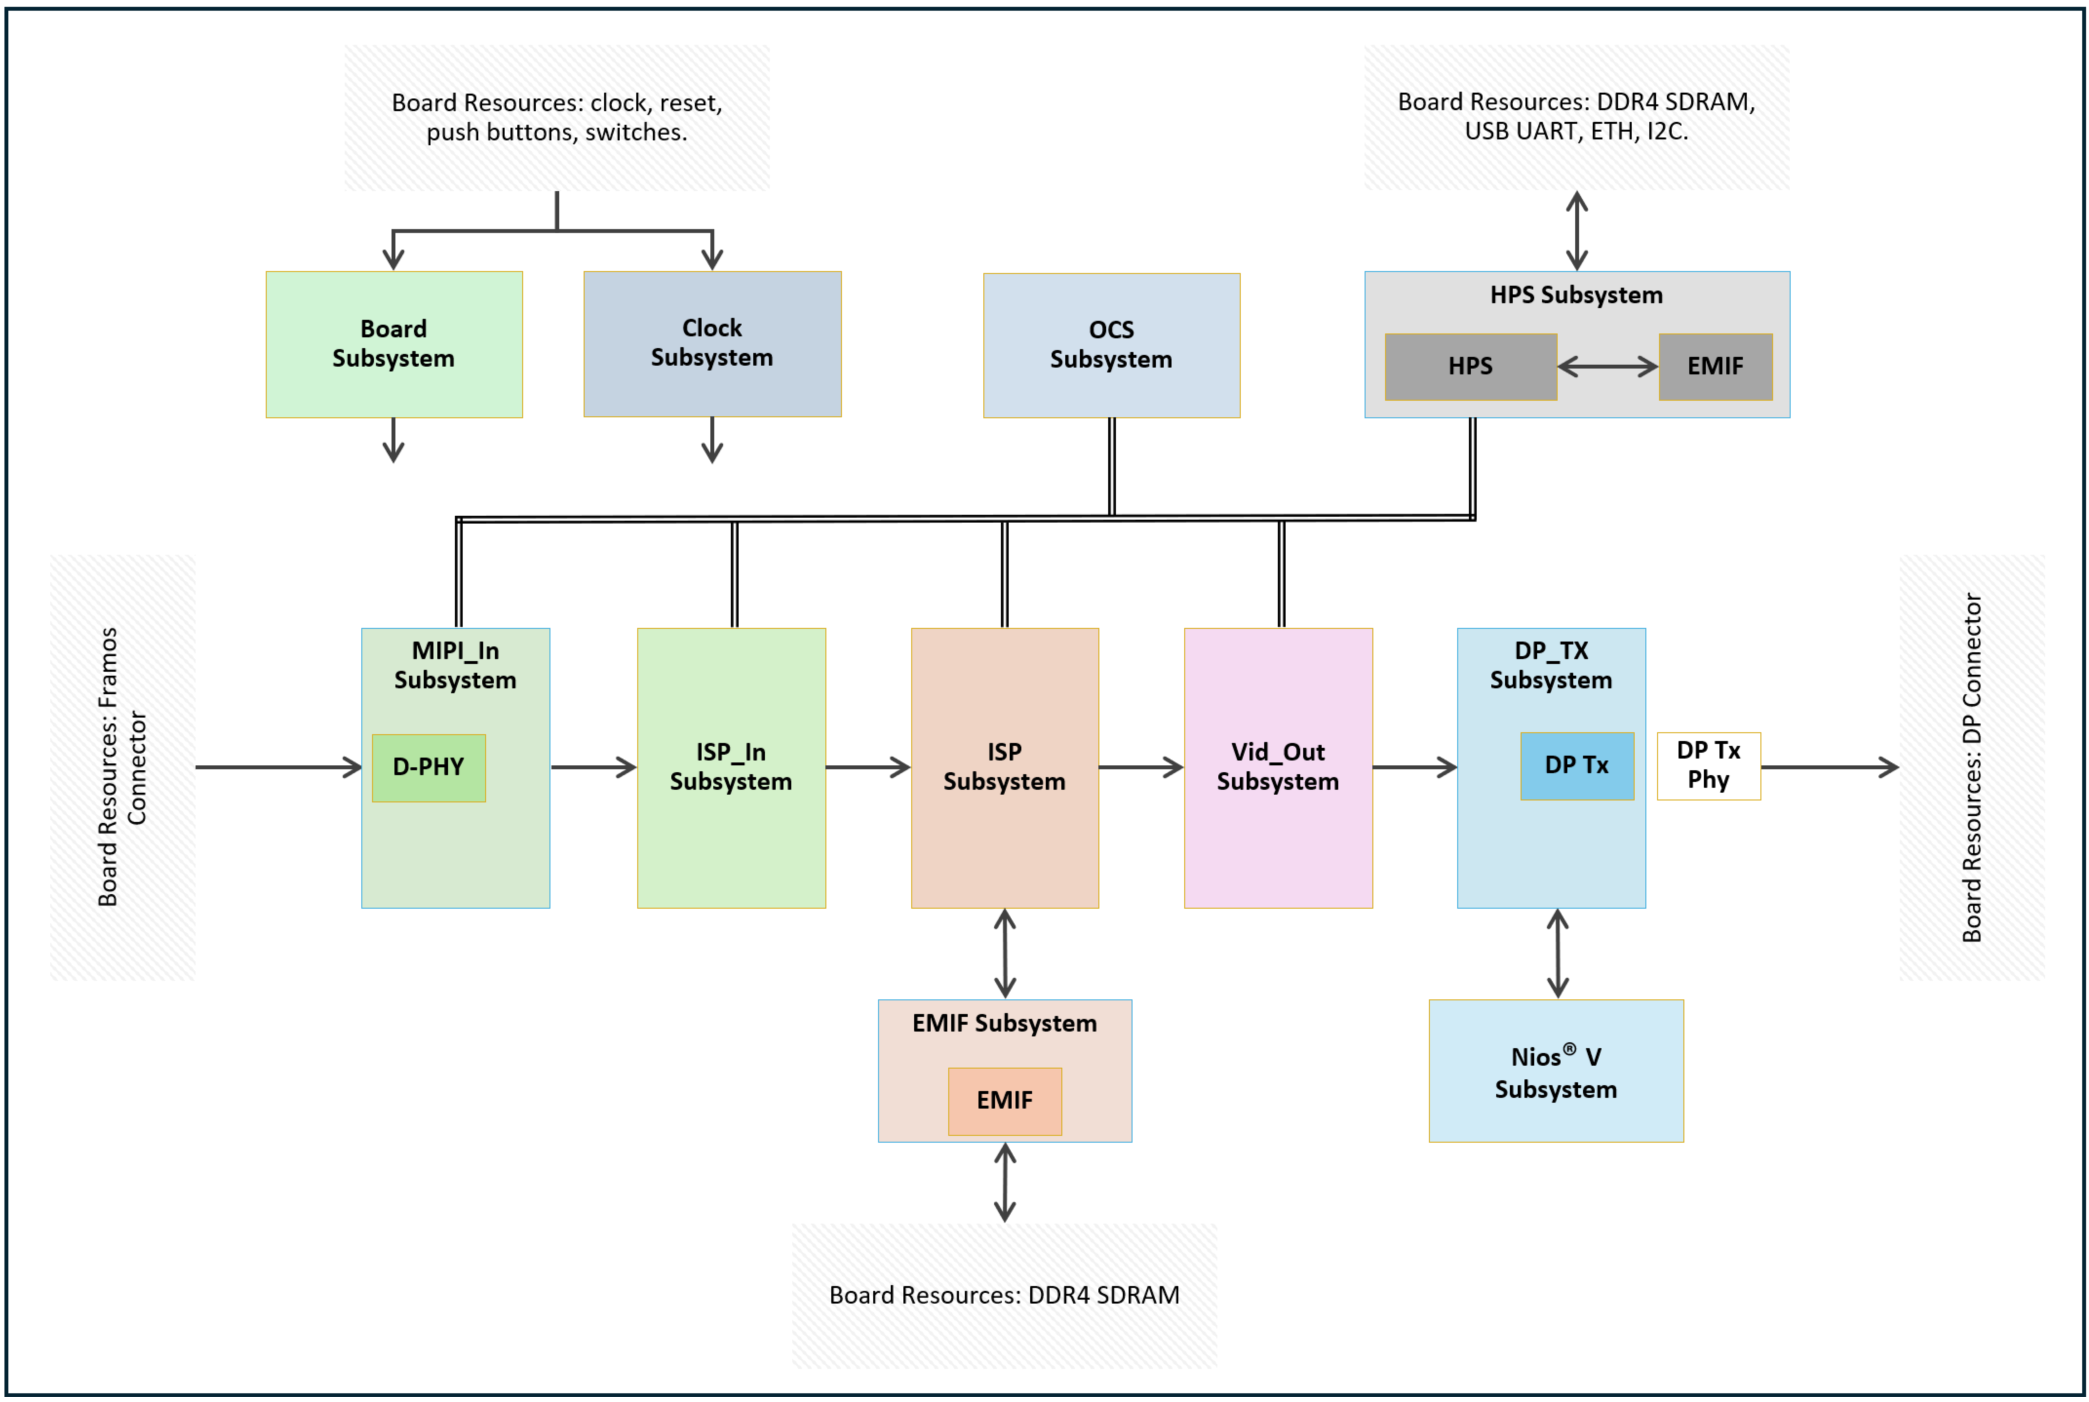 Board Resources: clock, reset,
push buttons, switches.
Board Resources: DDR4 SDRAM,
USB UART, ETH, I2C.
Board
Subsystem
Clock
Subsystem
OCS
Subsystem
HPS Subsystem
HPS
EMIF
Board Resources: Framos
Connector
MIPI_In
Subsystem
D-PHY
ISP_In
Subsystem
ISP
Subsystem
Vid_Out
Subsystem
DP_TX
Subsystem
DP Tx
DP Tx
Phy
Board Resources: DP Connector
EMIF Subsystem
EMIF
Nios® V
Subsystem
Board Resources: DDR4 SDRAM